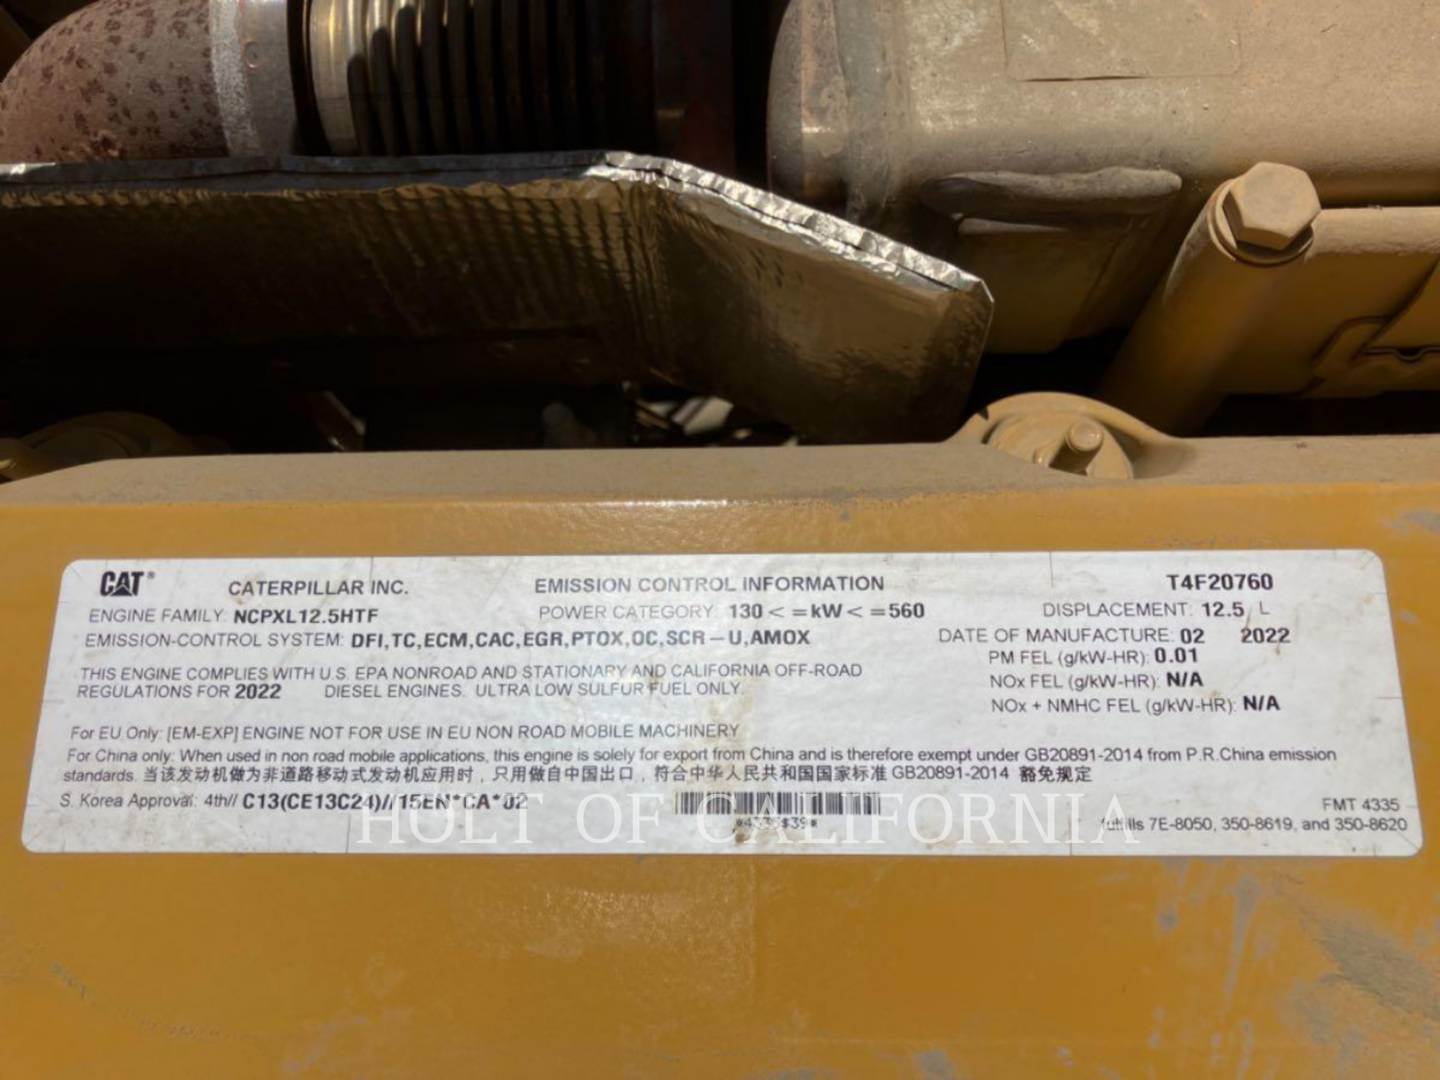 CAT® CATERPILLAR INC. EMISSION CONTROL INFORMATION T4F20760
ENGINE FAMILY: NCPXL12.5HTF POWER CATEGORY: 130 < =kW < =560 DISPLACEMENT: 12.5 L
EMISSION-CONTROL SYSTEM: DFI,TC,ECM,CAC,EGR,PTOX,OC,SCR-U,AMOX DATE OF MANUFACTURE: 02 2022
PM FEL (g/kW-HR): 0.01
THIS ENGINE COMPLIES WITH U.S. EPA NONROAD AND STATIONARY AND CALIFORNIA OFF-ROAD
NOx FEL (g/kW-HR): N/A
REGULATIONS FOR 2022 DIESEL ENGINES. ULTRA LOW SULFUR FUEL ONLY.
NOx + NMHC FEL (g/kW-HR): N/A
For EU Only: [EM-EXP] ENGINE NOT FOR USE IN EU NON ROAD MOBILE MACHINERY
For China only: When used in non road mobile applications, this engine is solely for export from China and is therefore exempt under GB20891-2014 from P.R.China emission
standards. 当该发动机做为非道路移动式发动机应用时，只用做自中国出口，符合中华人民共和国国家标准 GB20891-2014 豁免规定
S. Korea Approval: 4th// C13(CE13C24)//15EN*CA*02 FMT 4335
fulfills 7E-8050, 350-8619, and 350-8620
HOLT OF CALIFORNIA